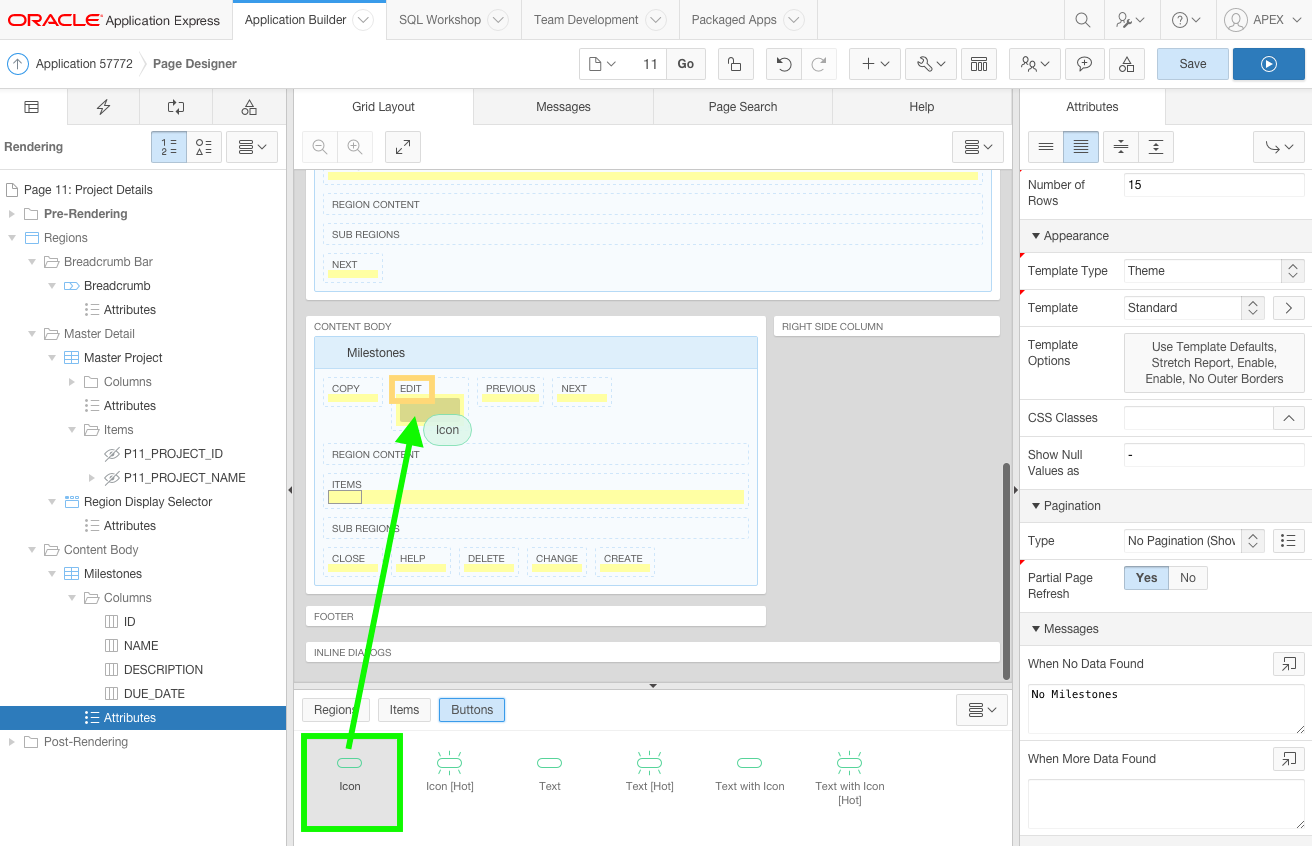 ORACLE Application Express
Application Builder
SQL Workshop
Team Development
Packaged Apps
APEX
Application 57772
Page Designer
11
Go
Save
Rendering
Page 11: Project Details
Pre-Rendering
Regions
Breadcrumb Bar
Breadcrumb
Attributes
Master Detail
Master Project
Columns
Attributes
Items
P11_PROJECT_ID
P11_PROJECT_NAME
Region Display Selector
Attributes
Content Body
Milestones
Columns
ID
NAME
DESCRIPTION
DUE_DATE
Attributes
Post-Rendering
Grid Layout
Messages
Page Search
Help
REGION CONTENT
SUB REGIONS
NEXT
CONTENT BODY
RIGHT SIDE COLUMN
Milestones
COPY
EDIT
PREVIOUS
NEXT
Icon
REGION CONTENT
ITEMS
SUB REGIONS
CLOSE
HELP
DELETE
CHANGE
CREATE
FOOTER
INLINE DIALOGS
Regions
Items
Buttons
Icon
Icon [Hot]
Text
Text [Hot]
Text with Icon
Text with Icon
[Hot]
Attributes
Number of
Rows
15
Appearance
Template Type
Theme
Template
Standard
Template
Options
Use Template Defaults,
Stretch Report, Enable,
Enable, No Outer Borders
CSS Classes
Show Null
Values as
-
Pagination
Type
No Pagination (Show
Partial Page
Refresh
Yes
No
Messages
When No Data Found
No Milestones
When More Data Found